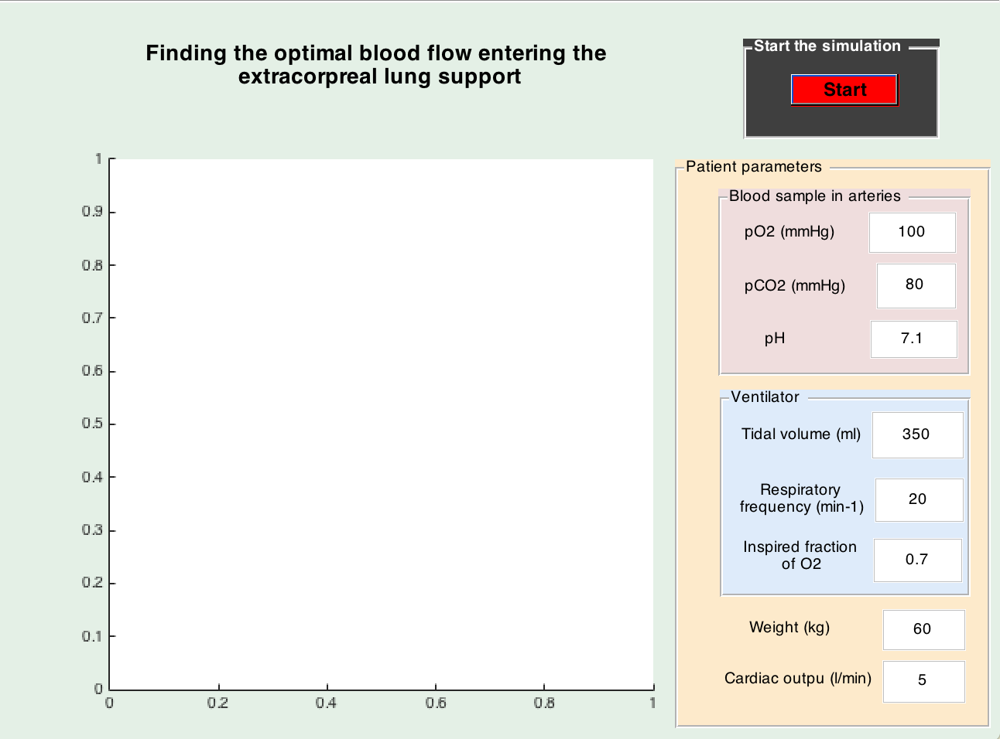 Finding the optimal blood flow entering the
extracorpreal lung support
Start the simulation
Start
1
0.9
0.8
0.7
0.6
0.5
0.4
0.3
0.2
0.1
0
0 0.2 0.4 0.6 0.8 1
Patient parameters
Blood sample in arteries
pO2 (mmHg) 100
pCO2 (mmHg) 80
pH 7.1
Ventilator
Tidal volume (ml) 350
Respiratory
frequency (min-1) 20
Inspired fraction
of O2 0.7
Weight (kg) 60
Cardiac outpu (l/min) 5